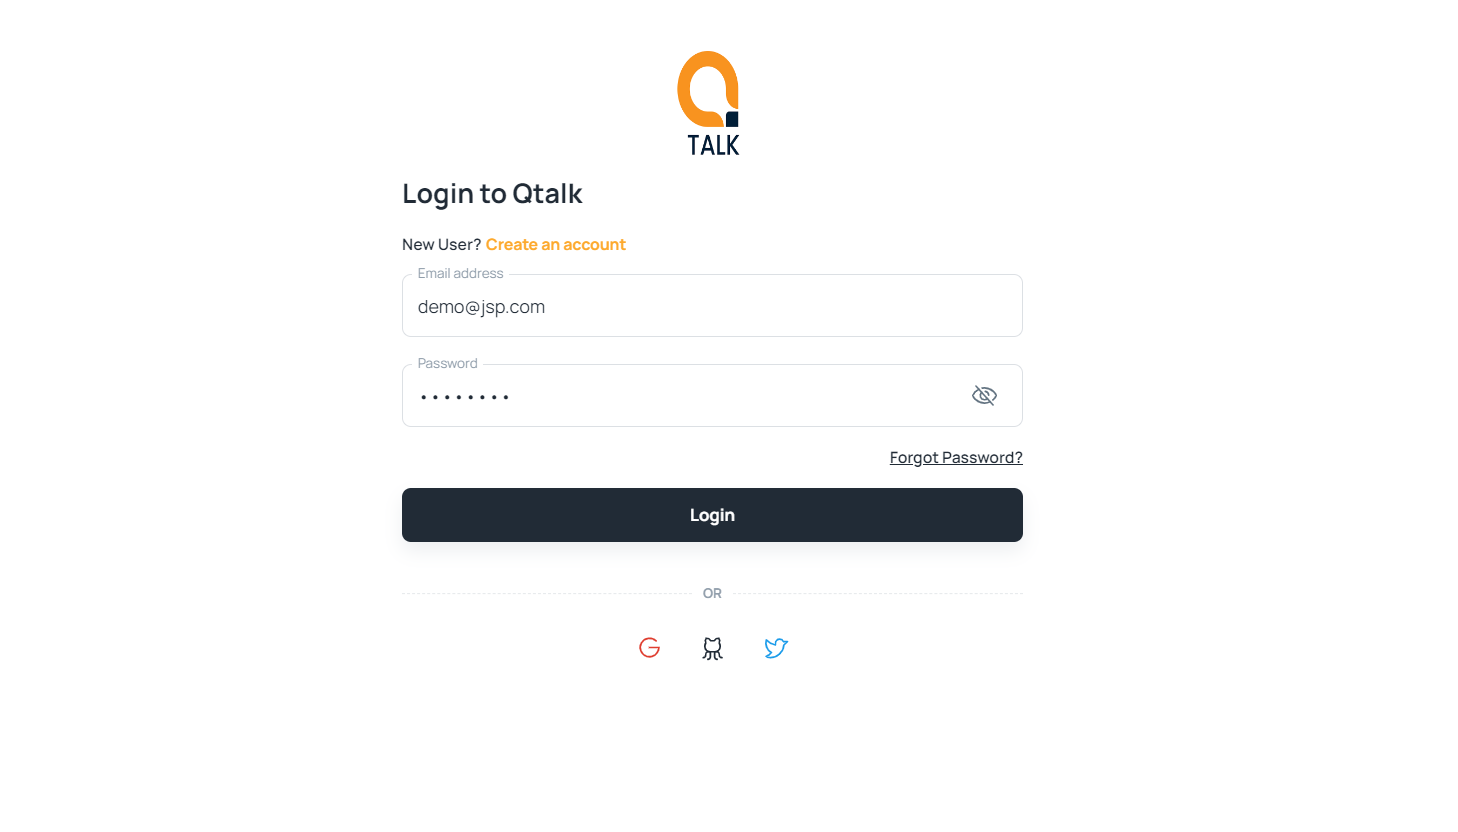 TALK
Login to Qtalk
New User? Create an account
Email address
demo@jsp.com
Password
••••••••
Forgot Password?
Login
OR